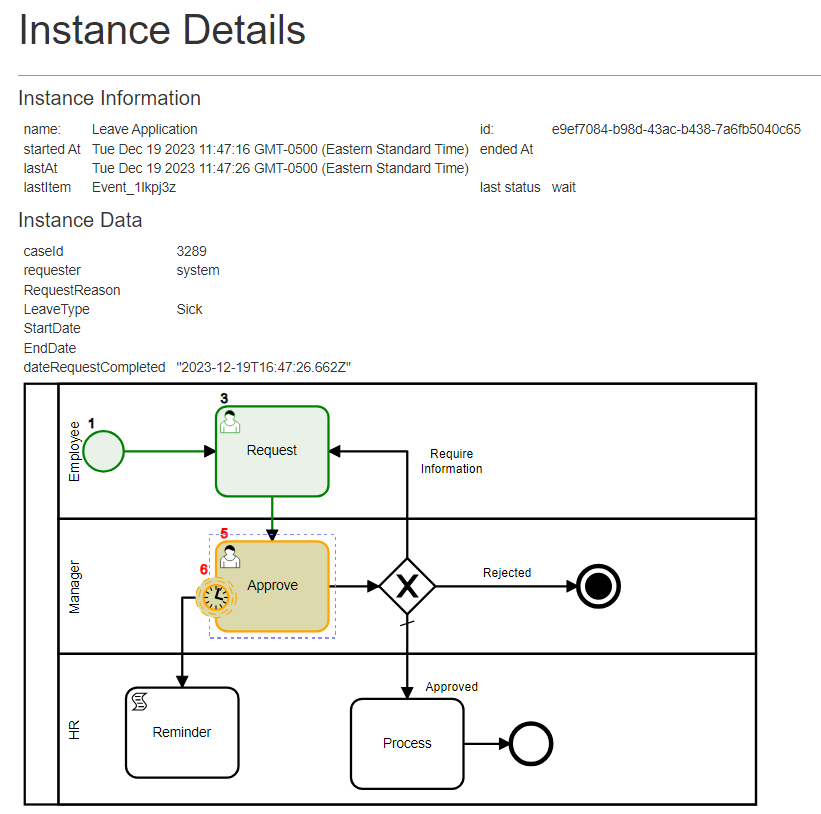 Instance Details
Instance Information
name: Leave Application id: e9ef7084-b98d-43ac-b438-7a6fb5040c65
started At Tue Dec 19 2023 11:47:16 GMT-0500 (Eastern Standard Time) ended At
lastAt Tue Dec 19 2023 11:47:26 GMT-0500 (Eastern Standard Time)
lastItem Event_1lkpj3z last status wait
Instance Data
caseId 3289
requester system
RequestReason
LeaveType Sick
StartDate
EndDate
dateRequestCompleted "2023-12-19T16:47:26.662Z"
Employee
1
3
Request
Require
Information
Manager
5
6
Approve
X
Rejected
HR
Reminder
Approved
Process